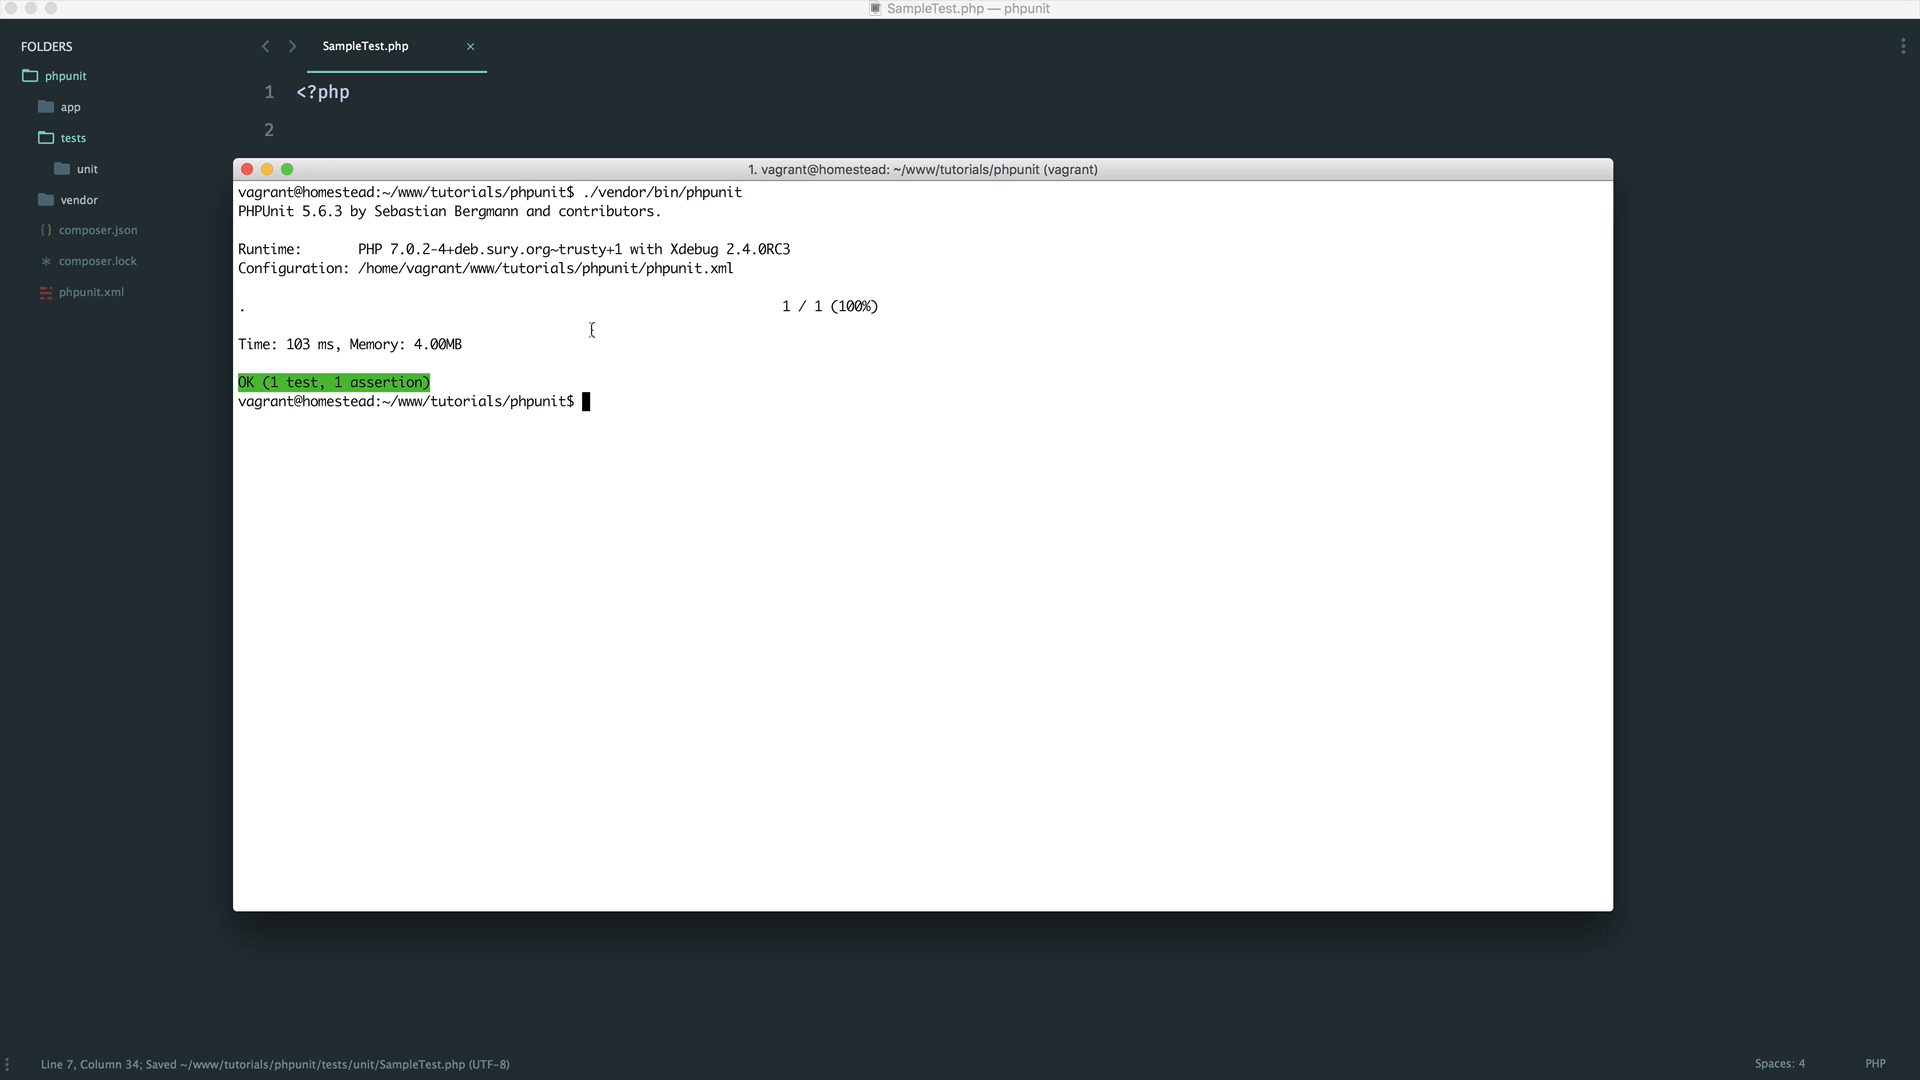 SampleTest.php — phpunit
FOLDERS
phpunit
app
tests
unit
vendor
composer.json
composer.lock
phpunit.xml
SampleTest.php ×
1 <?php
2
1. vagrant@homestead: ~/www/tutorials/phpunit (vagrant)
vagrant@homestead:~/www/tutorials/phpunit$ ./vendor/bin/phpunit
PHPUnit 5.6.3 by Sebastian Bergmann and contributors.
Runtime: PHP 7.0.2-4+deb.sury.org~trusty+1 with Xdebug 2.4.0RC3
Configuration: /home/vagrant/www/tutorials/phpunit/phpunit.xml
. 1 / 1 (100%)
Time: 103 ms, Memory: 4.00MB
OK (1 test, 1 assertion)
vagrant@homestead:~/www/tutorials/phpunit$
Line 7, Column 34; Saved ~/www/tutorials/phpunit/tests/unit/SampleTest.php (UTF-8)
Spaces: 4
PHP